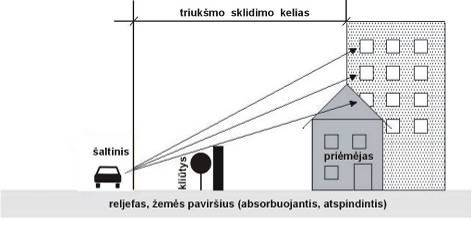 triukšmo sklidimo kelias
šaltinis
kliūtys
priėmėjas
reljefas, žemės paviršius (absorbuojantis, atspindintis)